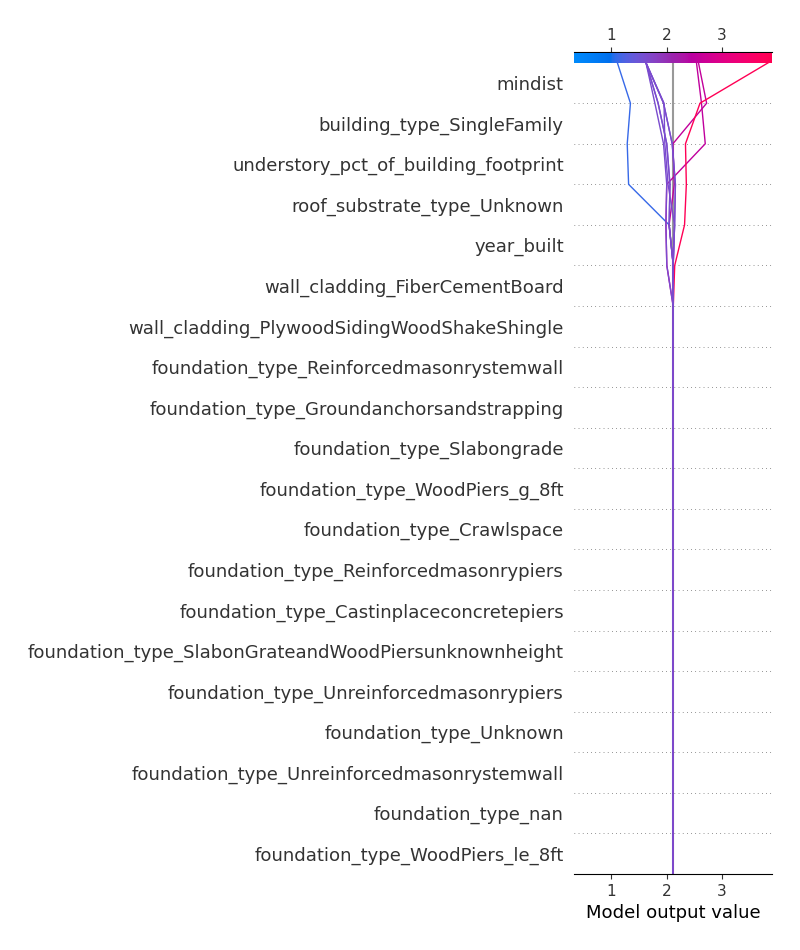 1 2 3
mindist
building_type_SingleFamily
understory_pct_of_building_footprint
roof_substrate_type_Unknown
year_built
wall_cladding_FiberCementBoard
wall_cladding_PlywoodSidingWoodShakeShingle
foundation_type_Reinforcedmasonrystemwall
foundation_type_Groundanchorsandstrapping
foundation_type_Slabongrade
foundation_type_WoodPiers_g_8ft
foundation_type_Crawlspace
foundation_type_Reinforcedmasonrypiers
foundation_type_Castinplaceconcretepiers
foundation_type_SlabonGrateandWoodPiersunknownheight
foundation_type_Unreinforcedmasonrypiers
foundation_type_Unknown
foundation_type_Unreinforcedmasonrystemwall
foundation_type_nan
foundation_type_WoodPiers_le_8ft
1 2 3
Model output value